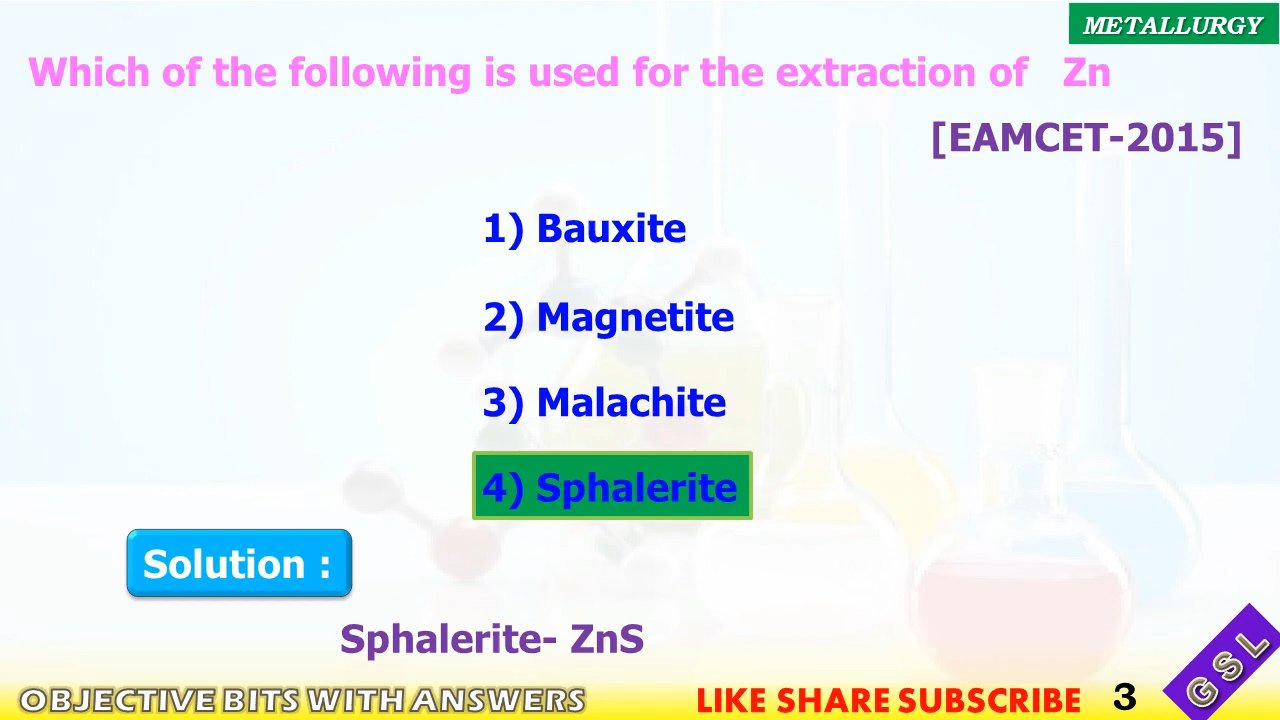 METALLURGY
Which of the following is used for the extraction of Zn
[EAMCET-2015]
1) Bauxite
2) Magnetite
3) Malachite
4) Sphalerite
Solution :
Sphalerite- ZnS
OBJECTIVE BITS WITH ANSWERS
LIKE SHARE SUBSCRIBE
3
GSL